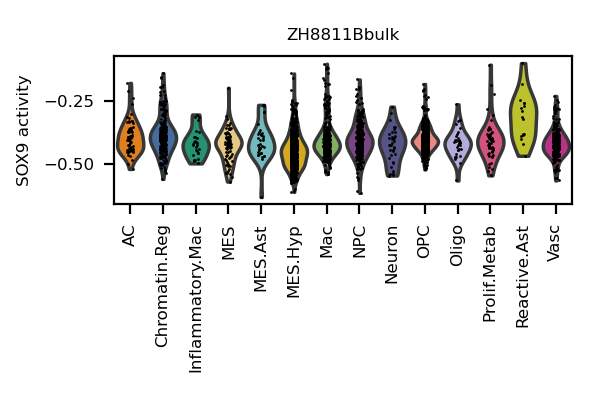 ZH8811Bbulk
SOX9 activity
−0.25
−0.50
AC
Chromatin.Reg
Inflammatory.Mac
MES
MES.Ast
MES.Hyp
Mac
NPC
Neuron
OPC
Oligo
Prolif.Metab
Reactive.Ast
Vasc